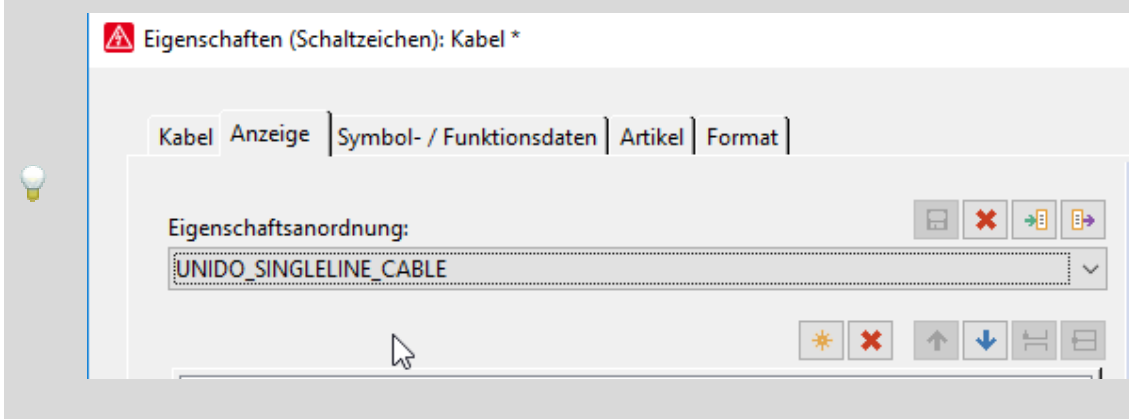 Eigenschaften (Schaltzeichen): Kabel *
Kabel Anzeige Symbol- / Funktionsdaten Artikel Format
Eigenschaftsanordnung:
UNIDO_SINGLELINE_CABLE